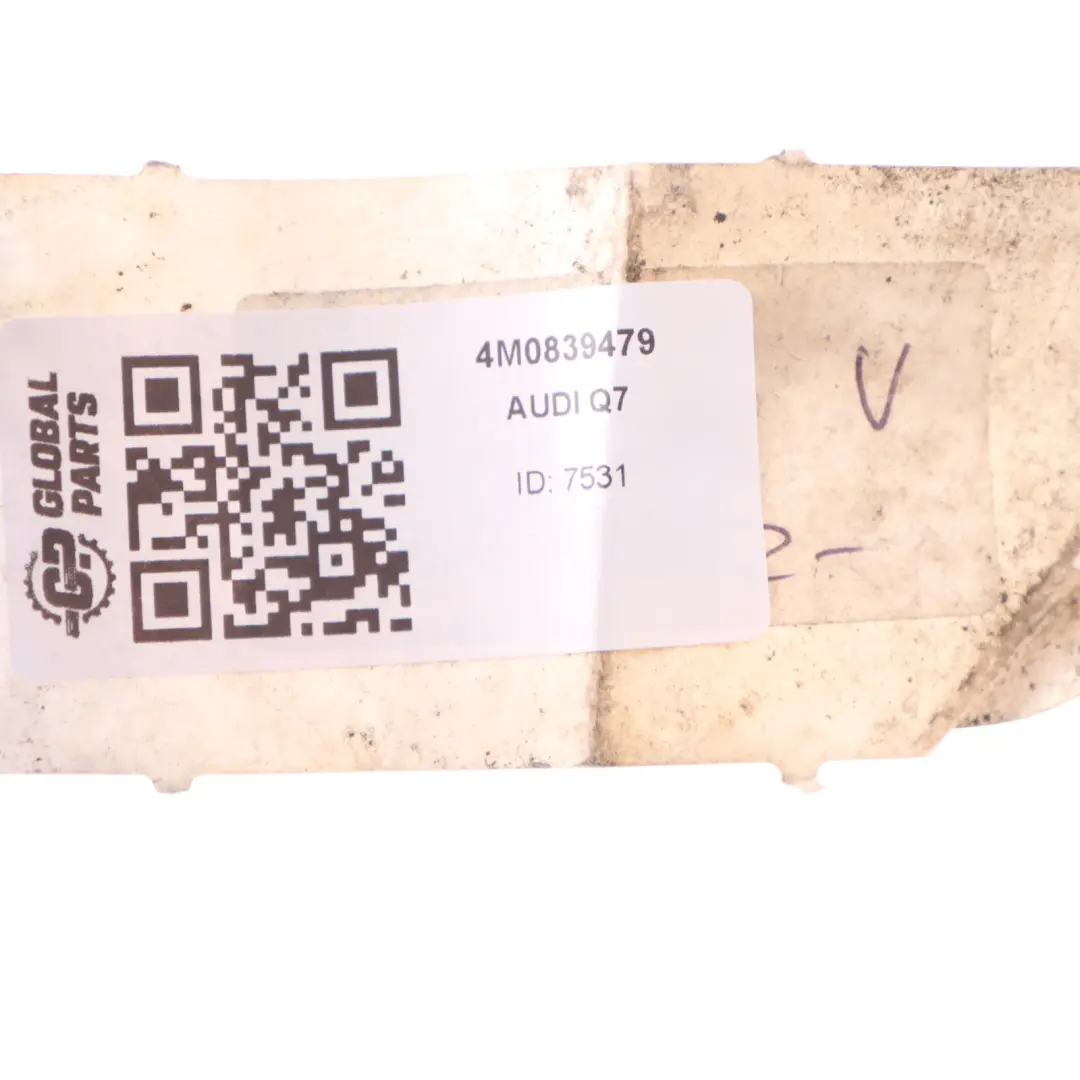 GLOBAL
PARTS
4M0839479
AUDI Q7
ID: 7531
V